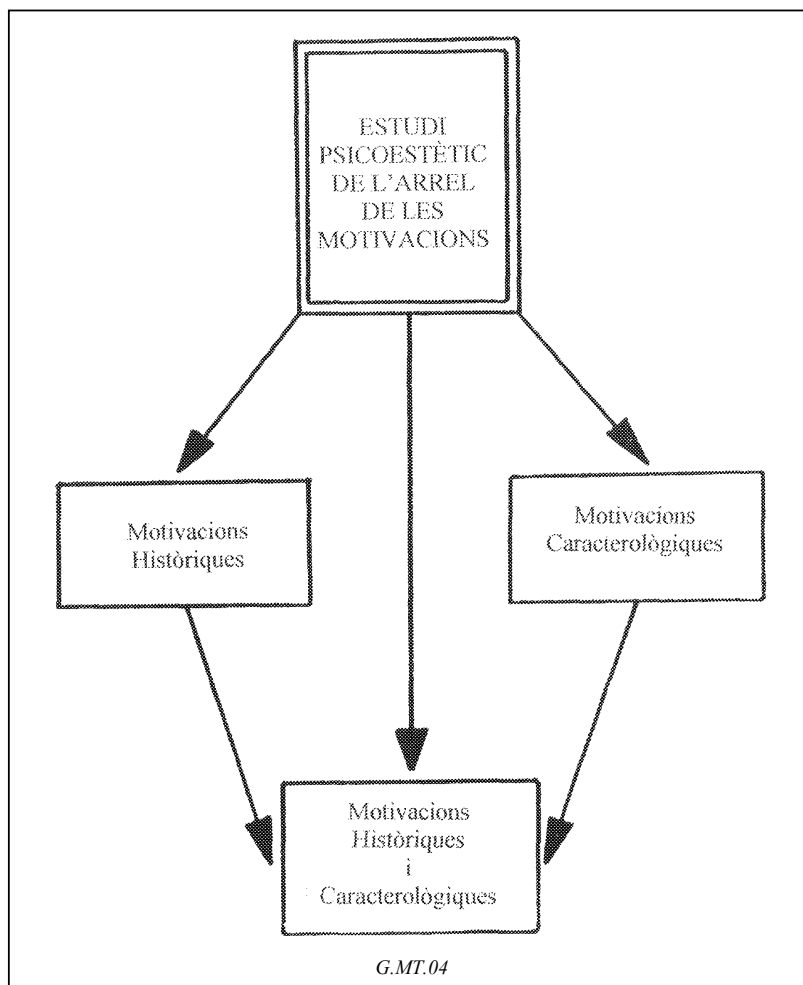 ESTUDI
PSICOESTÈTIC
DE L'ARREL
DE LES
MOTIVACIONS
Motivacions
Històriques
Motivacions
Caracterològiques
Motivacions
Històriques
i
Caracterològiques
G.MT.04